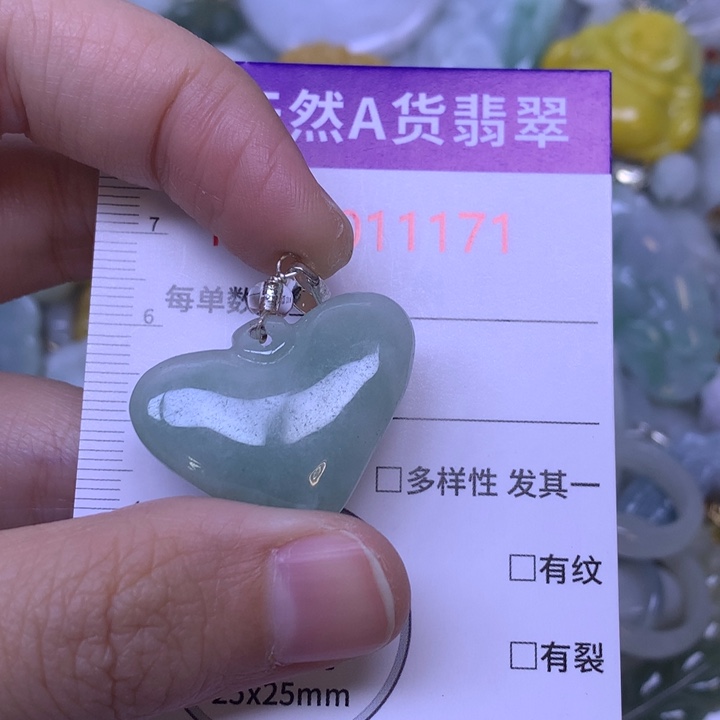 然A货翡翠
011171
7
每单数
6
□多样性 发其一
□有纹
□有裂
25x25mm